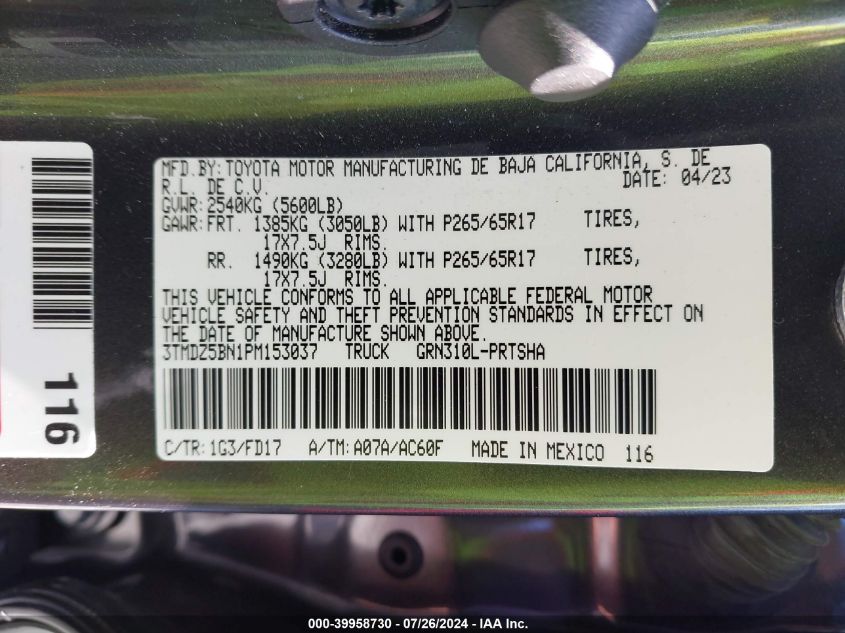 MFD.BY: TOYOTA MOTOR MANUFACTURING DE BAJA CALIFORNIA, S. DE
R.L. DE C.V. DATE: 04/23
GVWR: 2540KG (5600LB)
GAWR: FRT. 1385KG (3050LB) WITH P265/65R17 TIRES,
17X7.5J RIMS.
RR. 1490KG (3280LB) WITH P265/65R17 TIRES,
17X7.5J RIMS.
THIS VEHICLE CONFORMS TO ALL APPLICABLE FEDERAL MOTOR
VEHICLE SAFETY AND THEFT PREVENTION STANDARDS IN EFFECT ON
THE DATE OF MANUFACTURE SHOWN ABOVE.
3TMDZ5BN1PM153037 TRUCK GRN310L-PRTSHA
C/TR: 1G3/FD17 A/TM: A07A/AC60F MADE IN MEXICO 116
116
000-39958730 - 07/26/2024 - IAA Inc.